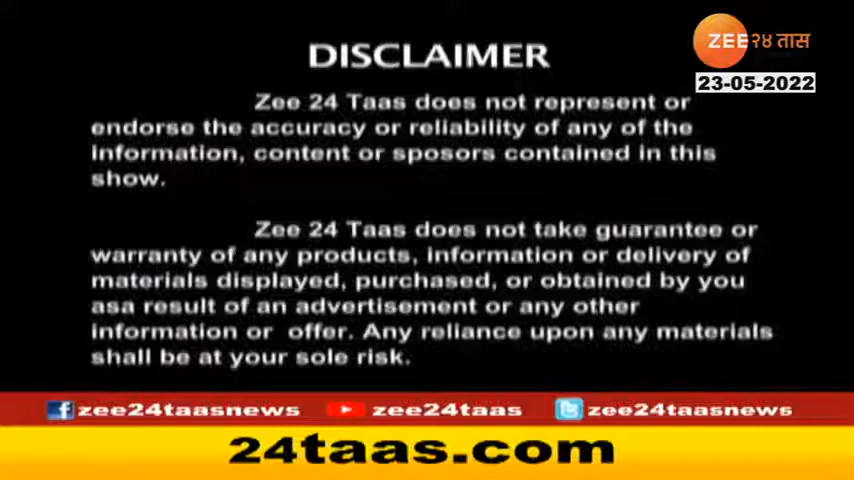 ZEE २४ तास
23-05-2022
DISCLAIMER
Zee 24 Taas does not represent or
endorse the accuracy or reliability of any of the
information, content or sposors contained in this
show.
Zee 24 Taas does not take guarantee or
warranty of any products, information or delivery of
materials displayed, purchased, or obtained by you
asa result of an advertisement or any other
information or offer. Any reliance upon any materials
shall be at your sole risk.
zee24taasnews zee24taas zee24taasnews
24taas.com